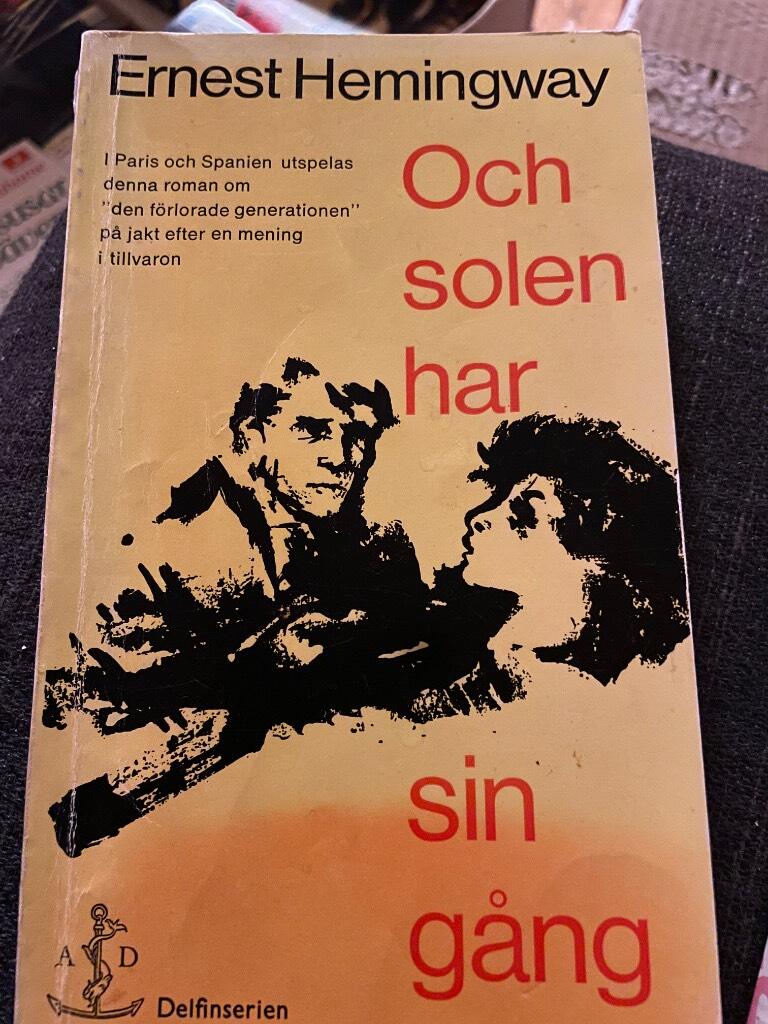 Ernest Hemingway
I Paris och Spanien utspelas
denna roman om
"den förlorade generationen"
på jakt efter en mening
i tillvaron
Och
solen
har
sin
gång
A D
Delfinserien